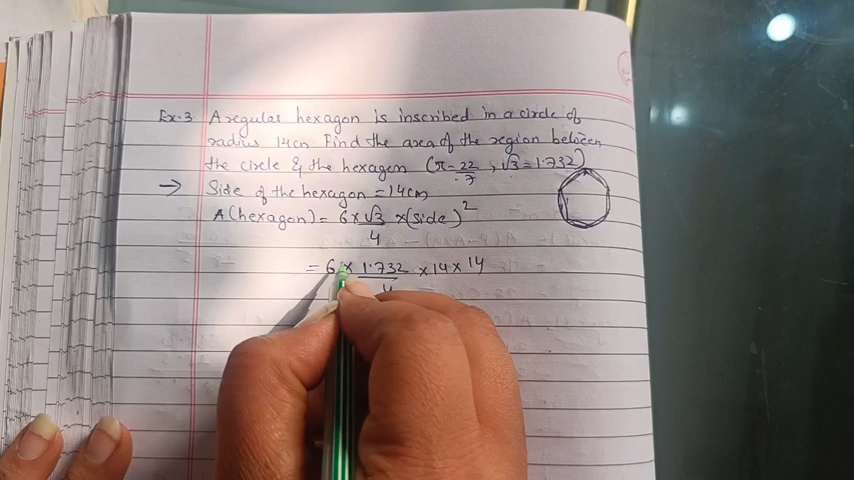 Ex.3 A regular hexagon is inscribed in a circle of
radius 14cm Find the area of the region between
the circle & the hexagon (π = 22/7, √3 = 1.732)
→ Side of the hexagon = 14cm
A(hexagon) = 6 × √3/4 × (side)²
= 6 × 1.732/4 × 14 × 14